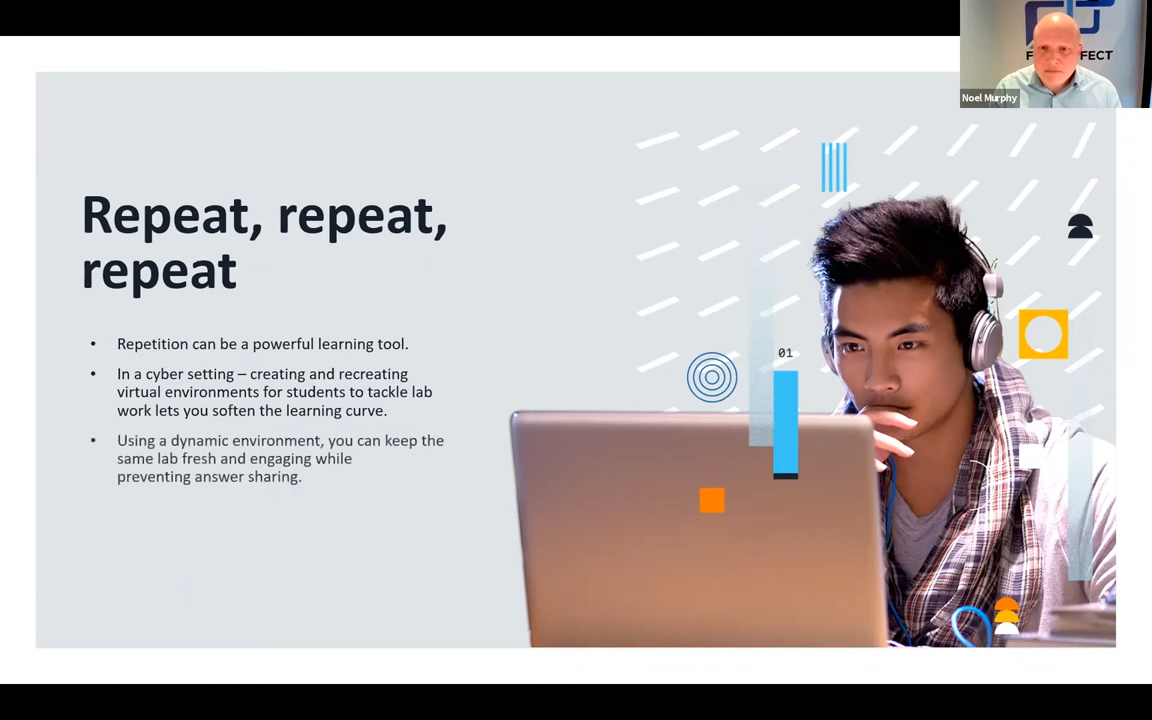 Noel Murphy
Repeat, repeat,
repeat
• Repetition can be a powerful learning tool.
• In a cyber setting – creating and recreating
virtual environments for students to tackle lab
work lets you soften the learning curve.
• Using a dynamic environment, you can keep the
same lab fresh and engaging while
preventing answer sharing.
01